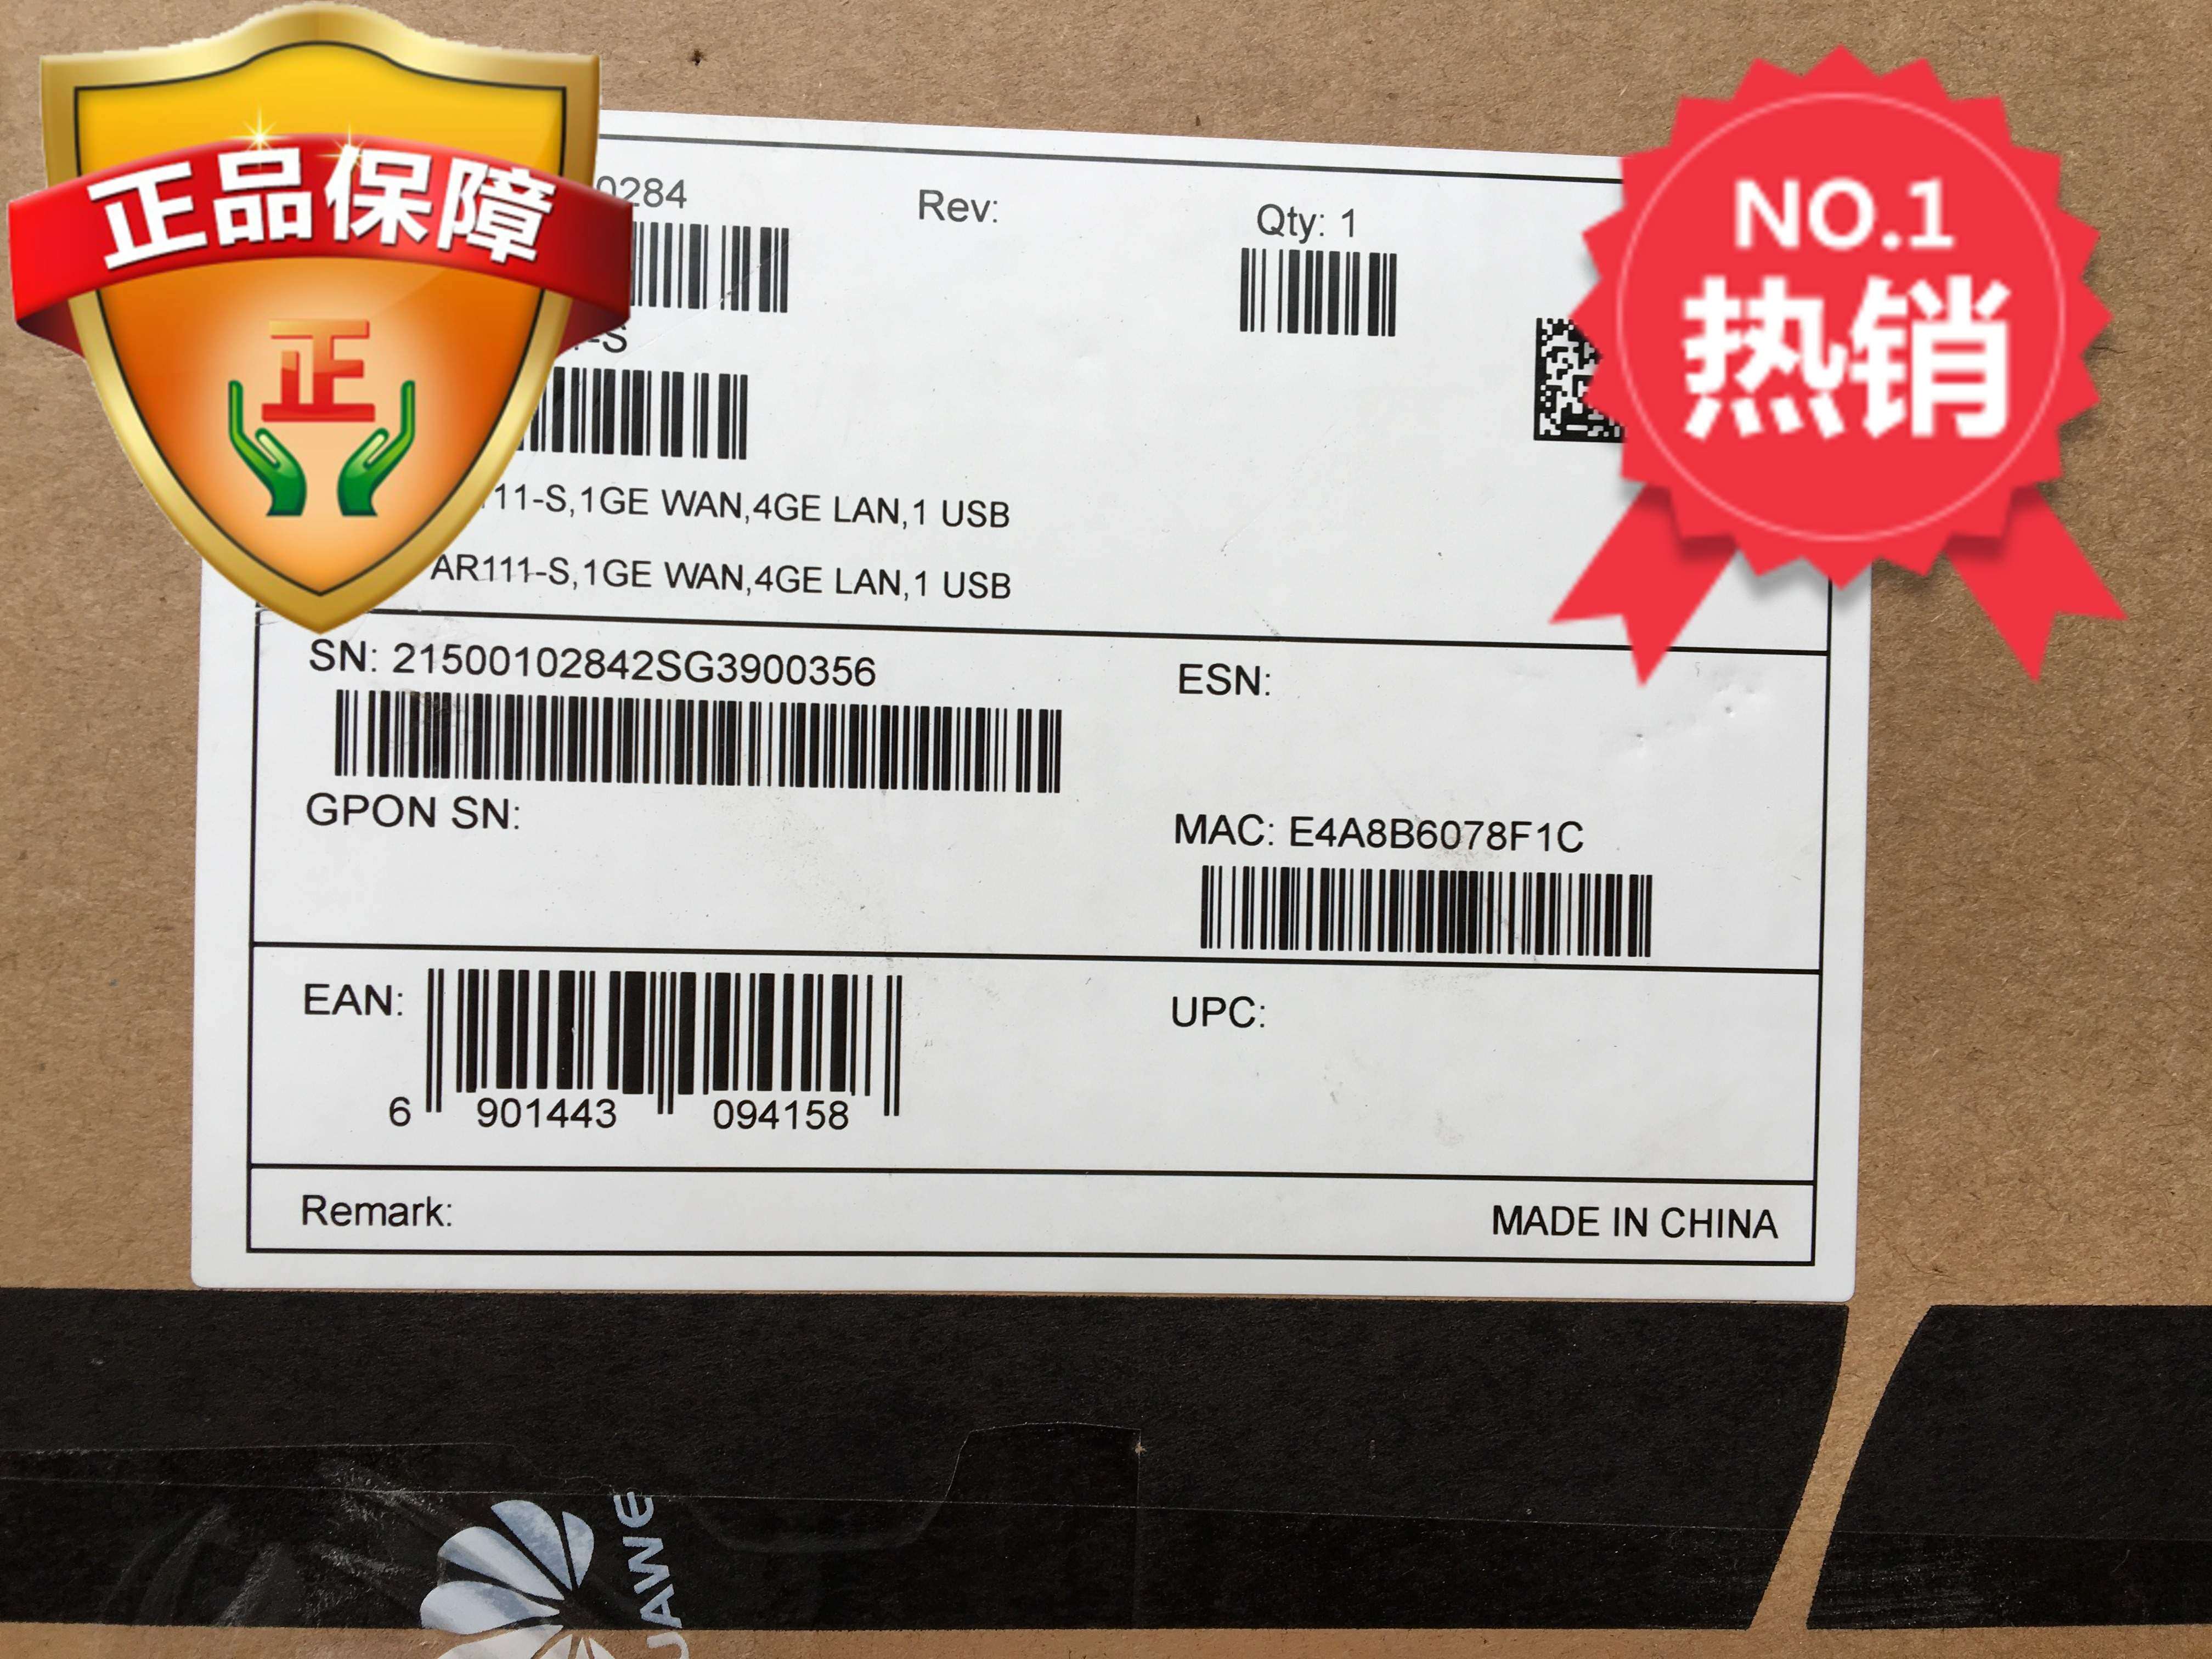 正品保障
正
NO.1
热销
0284
Rev:
Qty: 1
-S
11-S,1GE WAN,4GE LAN,1 USB
AR111-S,1GE WAN,4GE LAN,1 USB
SN: 21500102842SG3900356
ESN:
GPON SN:
MAC: E4A8B6078F1C
EAN:
UPC:
6 901443 094158
Remark:
MADE IN CHINA
UAWE